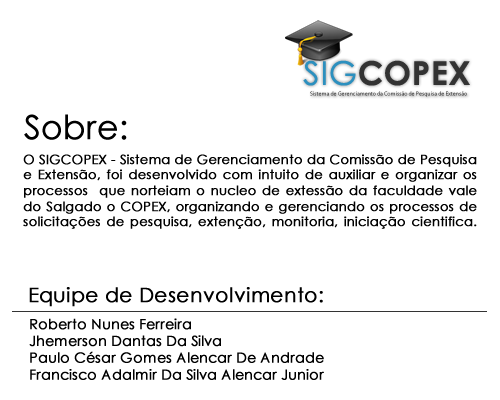 SIGCOPEX
Sistema de Gerenciamento da Comissão de Pesquisa de Extensão
Sobre:
O SIGCOPEX - Sistema de Gerenciamento da Comissão de Pesquisa
e Extensão, foi desenvolvido com intuito de auxiliar e organizar os
processos que norteiam o nucleo de extessão da faculdade vale
do Salgado o COPEX, organizando e gerenciando os processos de
solicitações de pesquisa, extenção, monitoria, iniciação cientifica.
Equipe de Desenvolvimento:
Roberto Nunes Ferreira
Jhemerson Dantas Da Silva
Paulo César Gomes Alencar De Andrade
Francisco Adalmir Da Silva Alencar Junior